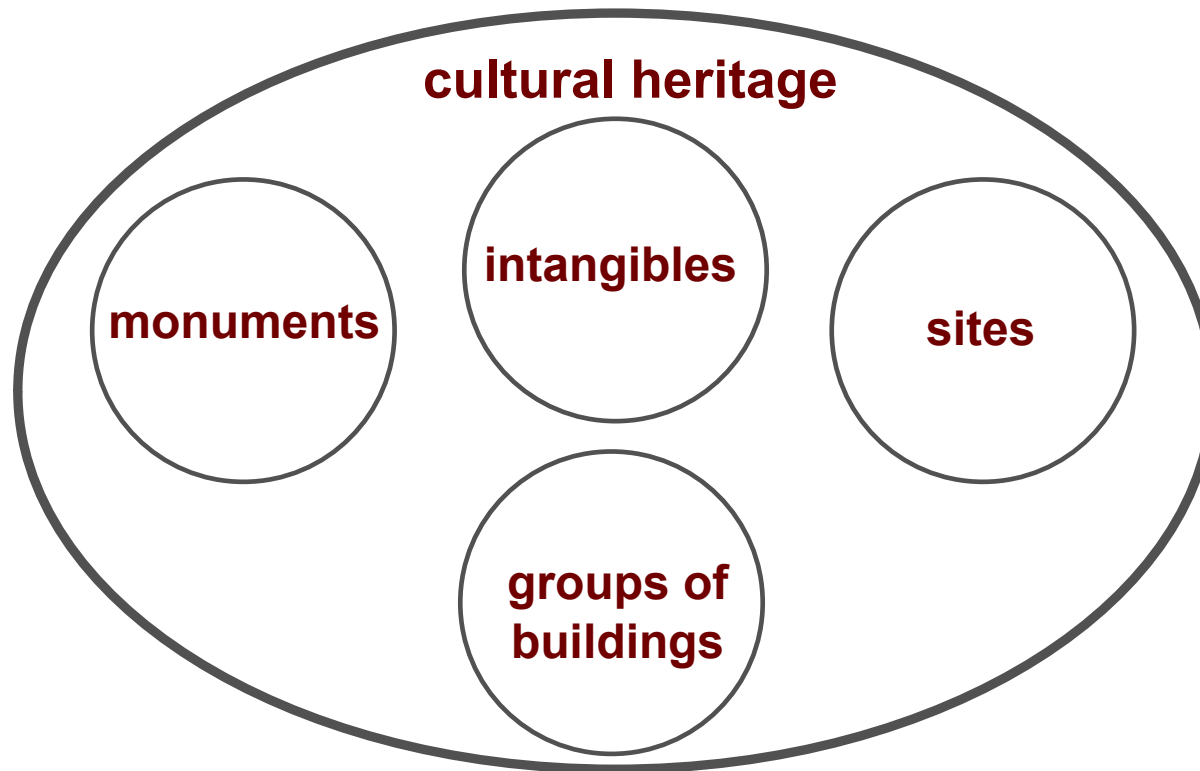 cultural heritage
intangibles
monuments
sites
groups of
buildings